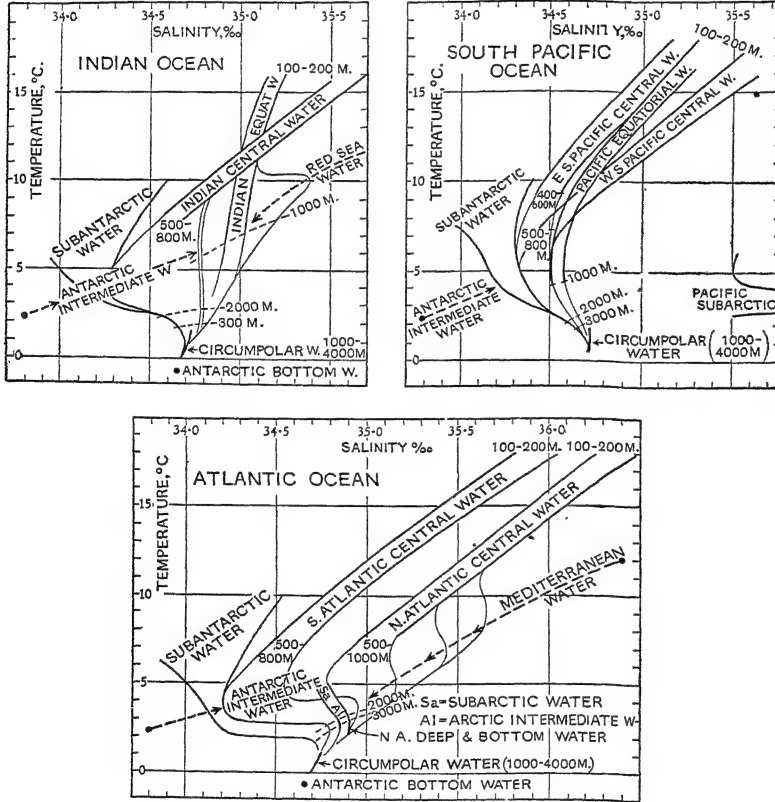 34·0 34·5 35·0 35·5
SALINITY,‰
INDIAN OCEAN
TEMPERATURE, °C.
15
10
5
0
100-200 M.
EQUAT W
INDIAN
INDIAN CENTRAL WATER
RED SEA
WATER
1000 M.
SUBANTARCTIC
WATER
500-
800 M.
ANTARCTIC
INTERMEDIATE W
2000 M.
300 M.
CIRCUMPOLAR W.
1000-
4000M
•ANTARCTIC BOTTOM W.
34·0 34·5 35·0 35·5
SALINITY,‰
SOUTH PACIFIC
OCEAN
TEMPERATURE, °C.
15
10
5
0
100-200 M.
E S. PACIFIC CENTRAL W.
PACIFIC EQUATORIAL W.
W S PACIFIC CENTRAL W.
SUBANTARCTIC
WATER
400-
600M
500-
800
M.
1000 M.
ANTARCTIC
INTERMEDIATE
WATER
2000 M.
3000 M.
PACIFIC
SUBARCTIC
CIRCUMPOLAR
WATER
(1000-
4000M)
34·0 34·5 35·0 35·5 36·0
SALINITY ‰
100-200M. 100-200M.
ATLANTIC OCEAN
TEMPERATURE, °C
15
10
5
0
S. ATLANTIC CENTRAL WATER
N. ATLANTIC CENTRAL WATER
MEDITERRANEAN
WATER
SUBANTARCTIC
WATER
500-
800M.
500-
1000M.
ANTARCTIC
INTERMEDIATE
WATER
Sa
AI
2000M.
3000M.
Sa=SUBARCTIC WATER
AI=ARCTIC INTERMEDIATE W
N A. DEEP & BOTTOM WATER
CIRCUMPOLAR WATER (1000-4000M.)
•ANTARCTIC BOTTOM WATER